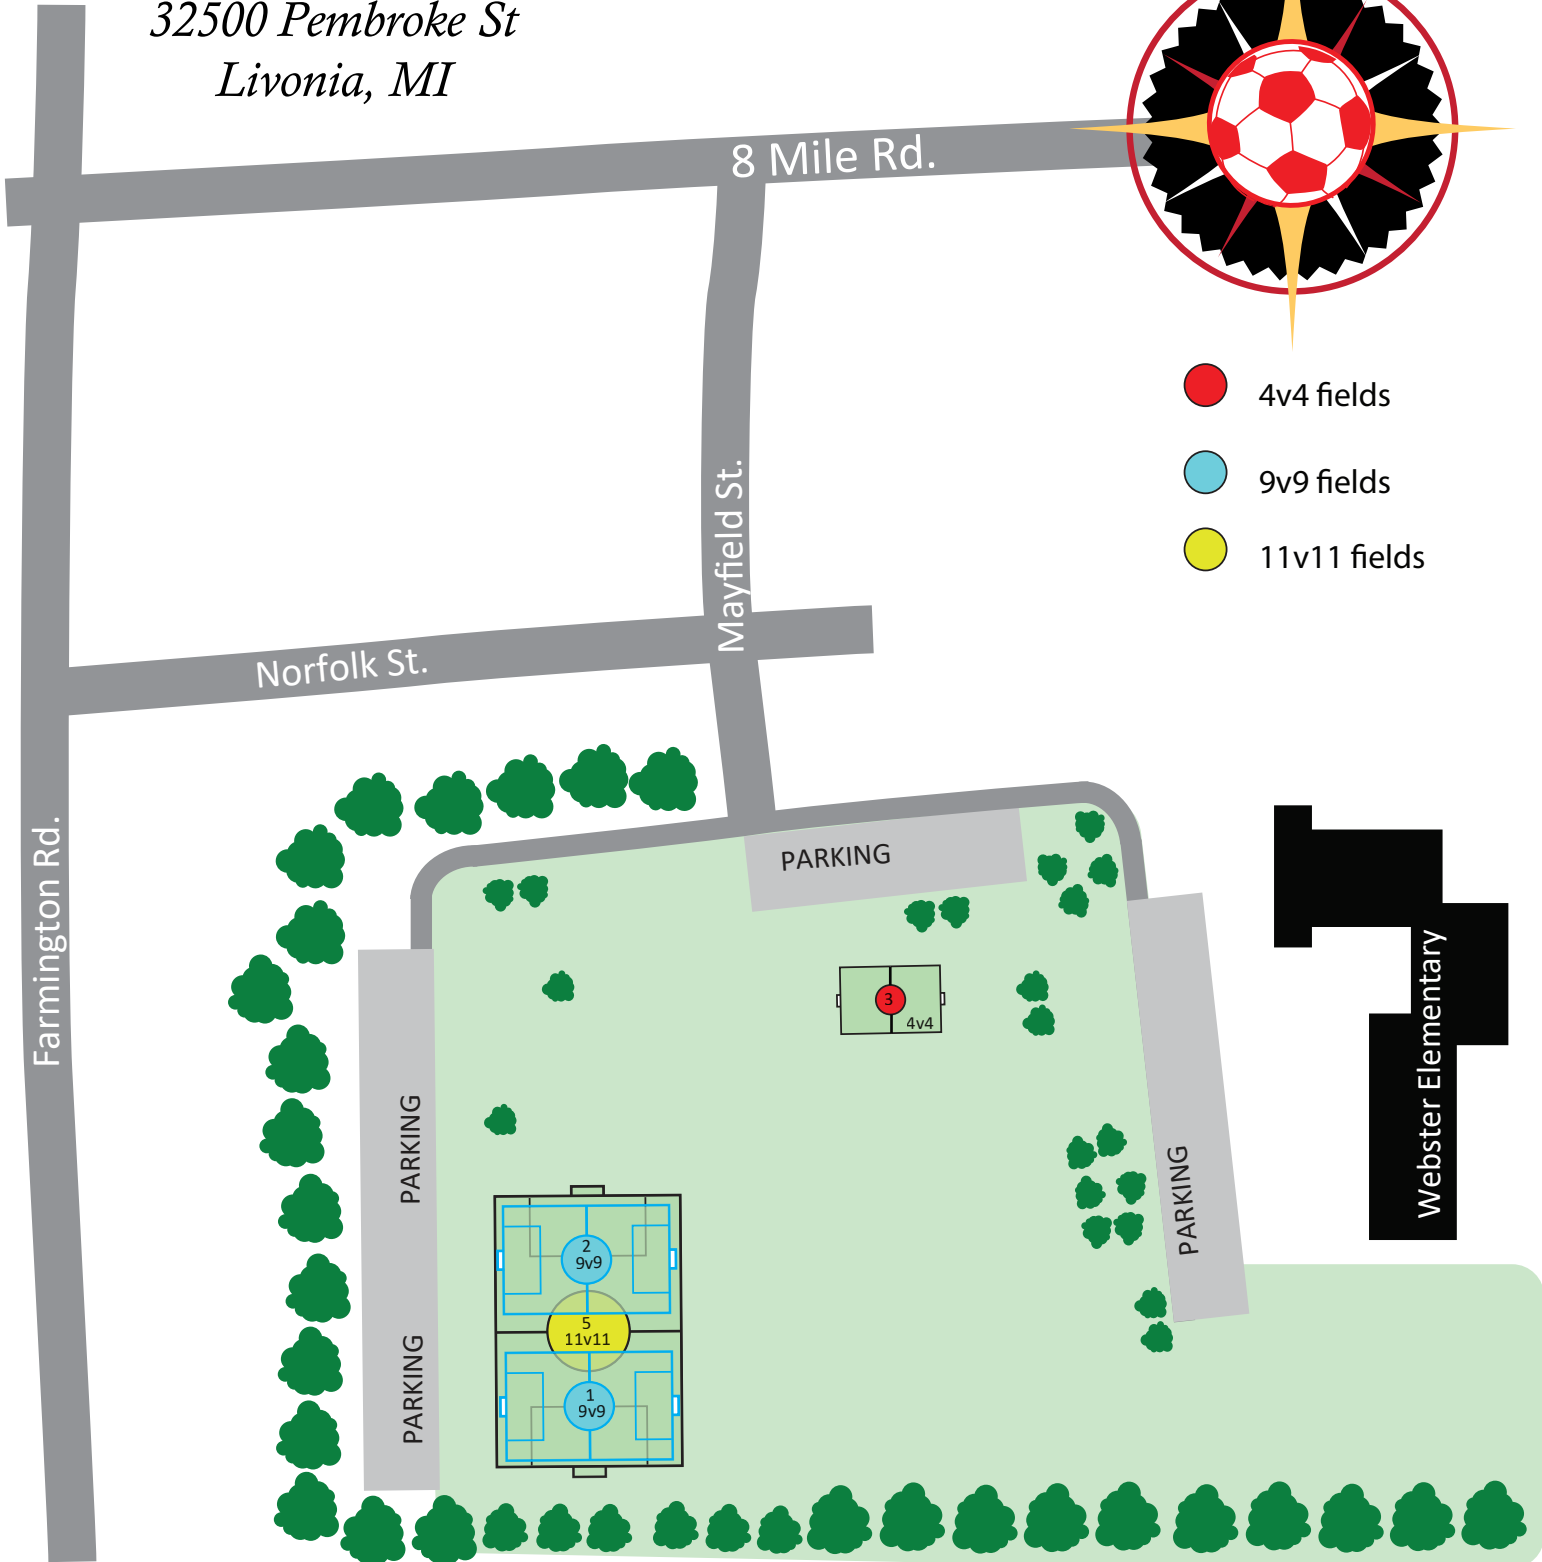 32500 Pembroke St
Livonia, MI
8 Mile Rd.
4v4 fields
9v9 fields
11v11 fields
Mayfield St.
Norfolk St.
Farmington Rd.
PARKING
3
4v4
PARKING
PARKING
PARKING
Webster Elementary
2
9v9
5
11v11
1
9v9